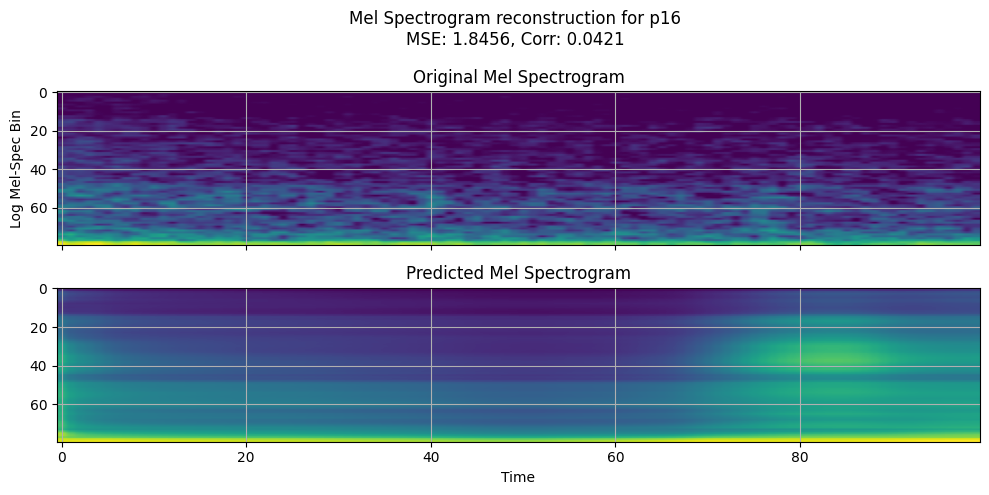 Mel Spectrogram reconstruction for p16
MSE: 1.8456, Corr: 0.0421
Original Mel Spectrogram
0
20
40
60
Log Mel-Spec Bin
Predicted Mel Spectrogram
0
20
40
60
0 20 40 60 80
Time